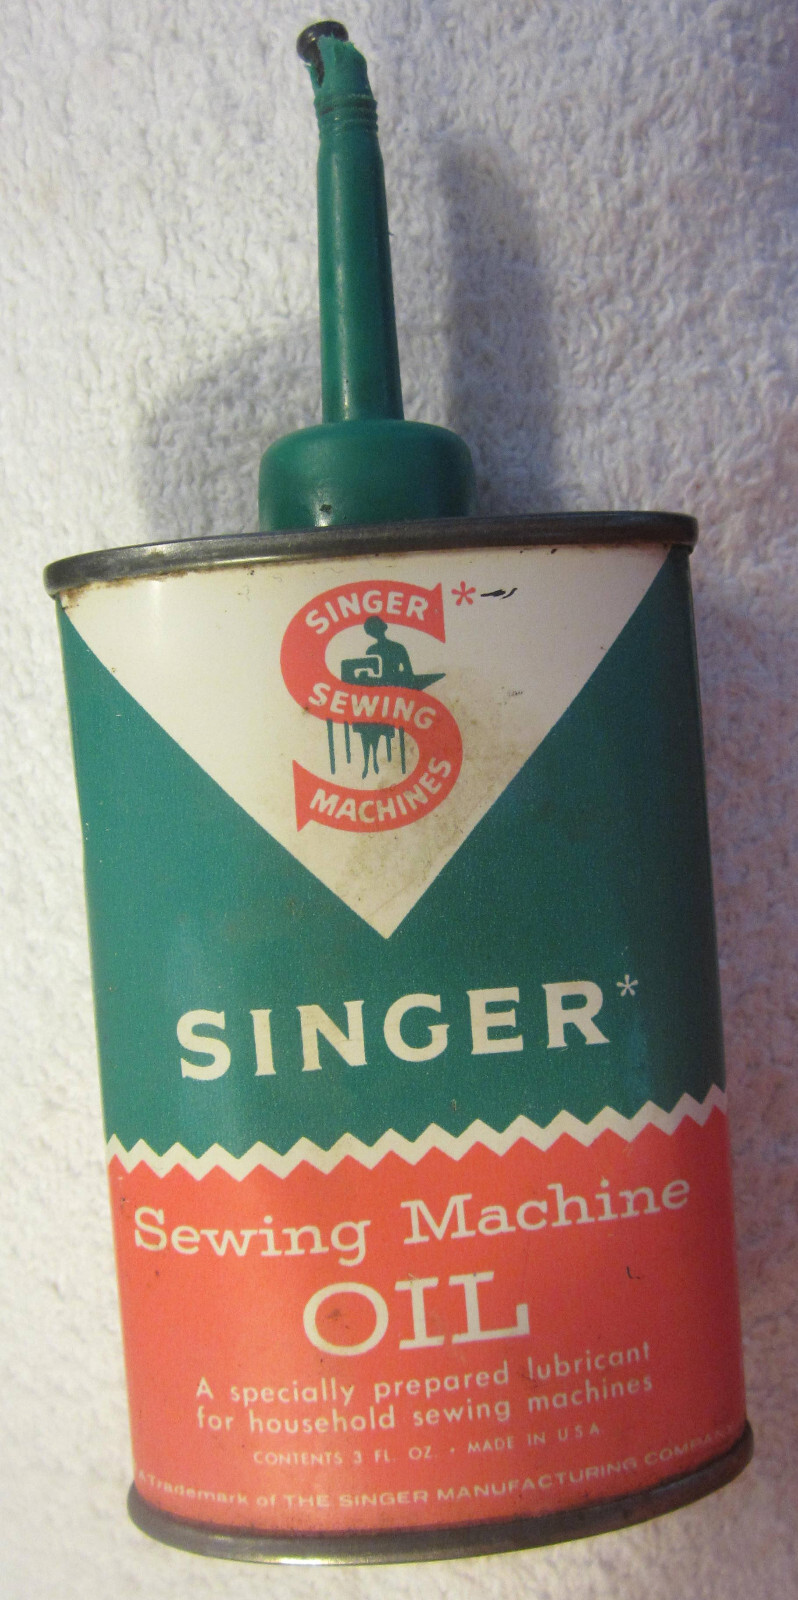 SINGER*
SEWING
MACHINES
SINGER*
Sewing Machine
OIL
A specially prepared lubricant
for household sewing machines
CONTENTS 3 FL. OZ. • MADE IN U.S.A.
*A Trademark of THE SINGER MANUFACTURING COMPANY